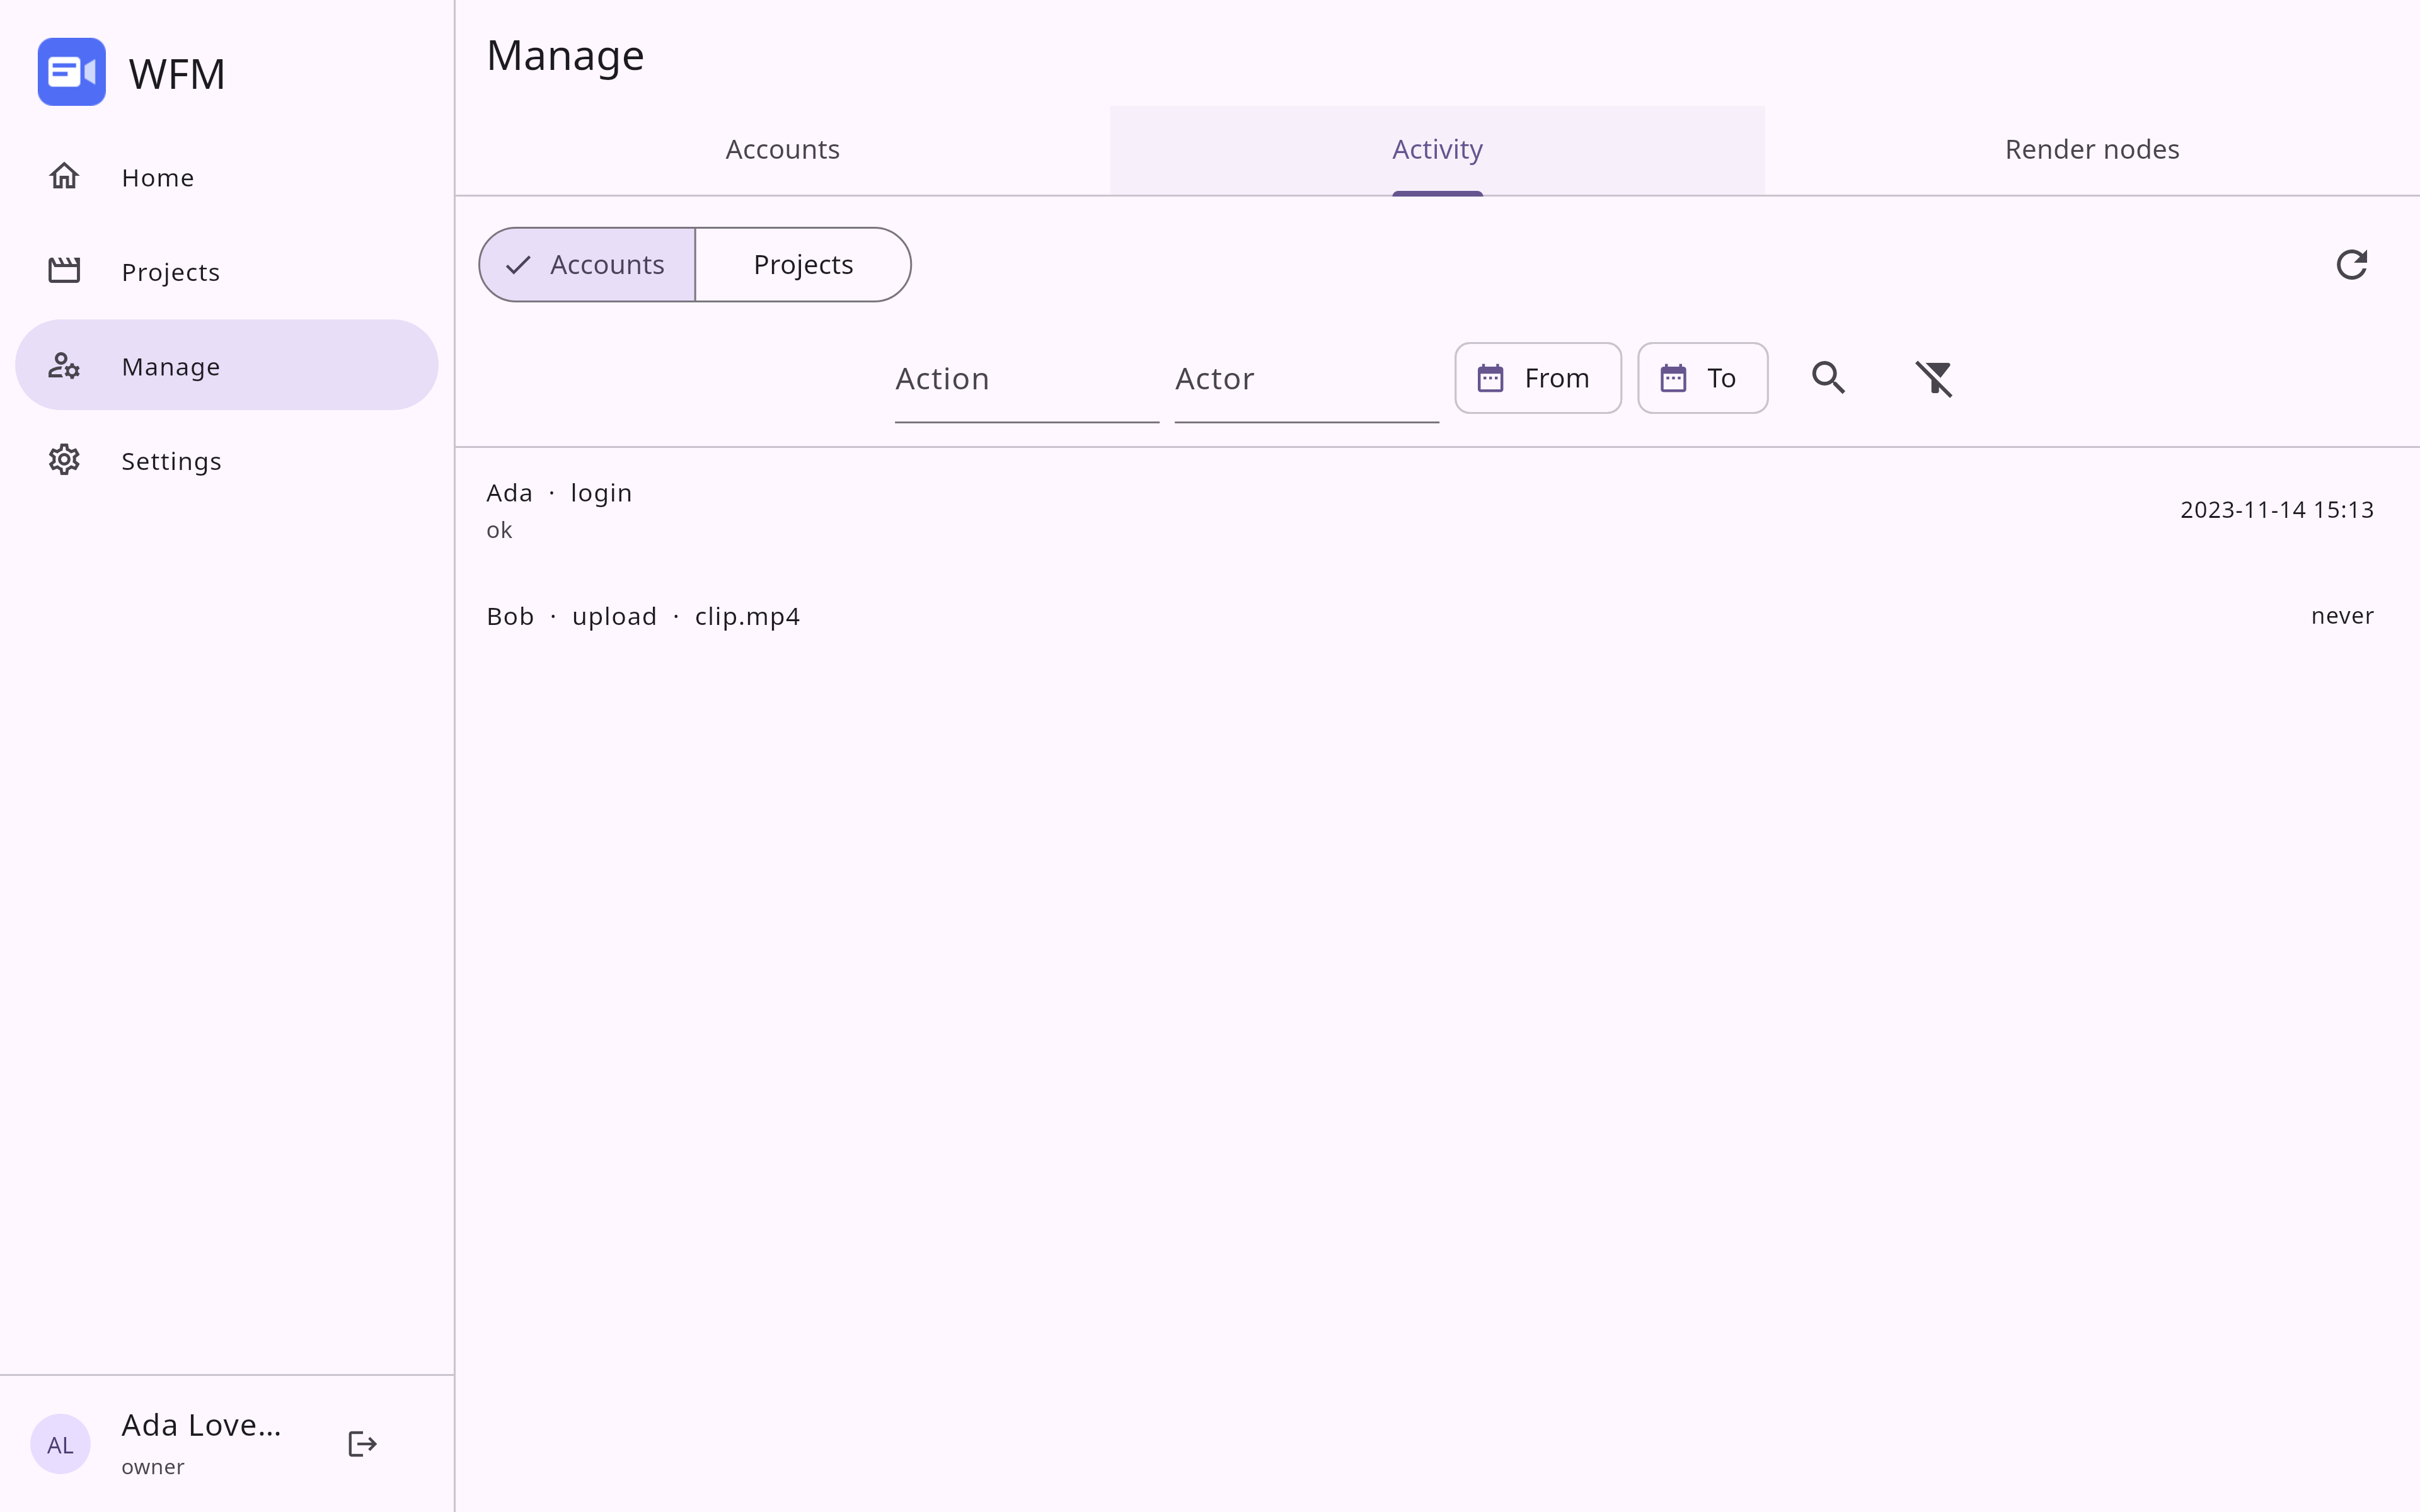 WFM
Home
Projects
Manage
Settings
Manage
Accounts
Activity
Render nodes
Accounts
Projects
Action
Actor
From
To
Ada · login
ok
2023-11-14 15:13
Bob · upload · clip.mp4
never
AL
Ada Love…
owner